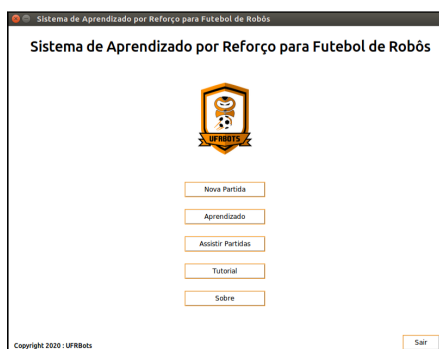 Sistema de Aprendizado por Reforço para Futebol de Robôs
Sistema de Aprendizado por Reforço para Futebol de Robôs
UFRBOTS
Nova Partida
Aprendizado
Assistir Partidas
Tutorial
Sobre
Sair
Copyright 2020 : UFRBots